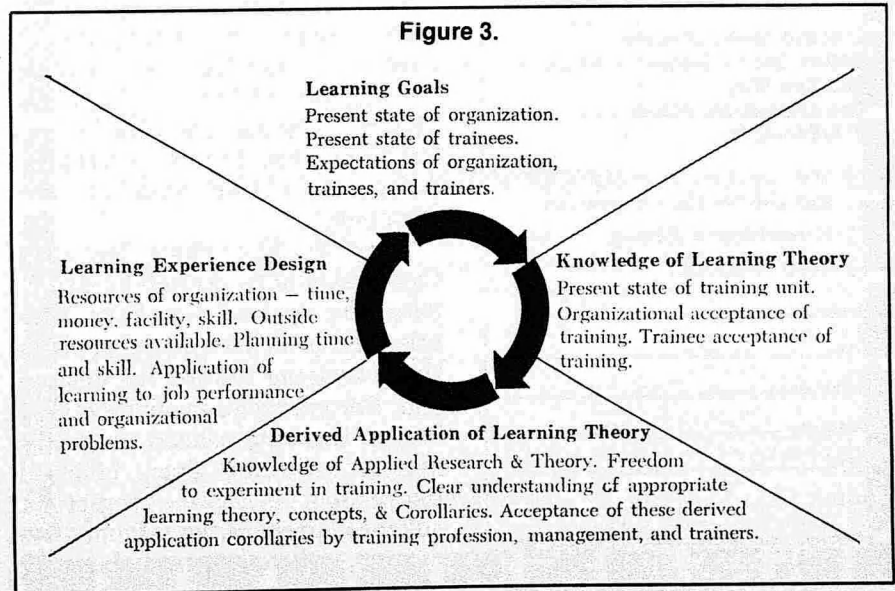 Figure 3.
Learning Goals
Present state of organization.
Present state of trainees.
Expectations of organization,
trainees, and trainers.
Learning Experience Design
Resources of organization – time,
money, facility, skill. Outside
resources available. Planning time
and skill. Application of
learning to job performance
and organizational
problems.
Knowledge of Learning Theory
Present state of training unit.
Organizational acceptance of
training. Trainee acceptance of
training.
Derived Application of Learning Theory
Knowledge of Applied Research & Theory. Freedom
to experiment in training. Clear understanding of appropriate
learning theory, concepts, & Corollaries. Acceptance of these derived
application corollaries by training profession, management, and trainers.